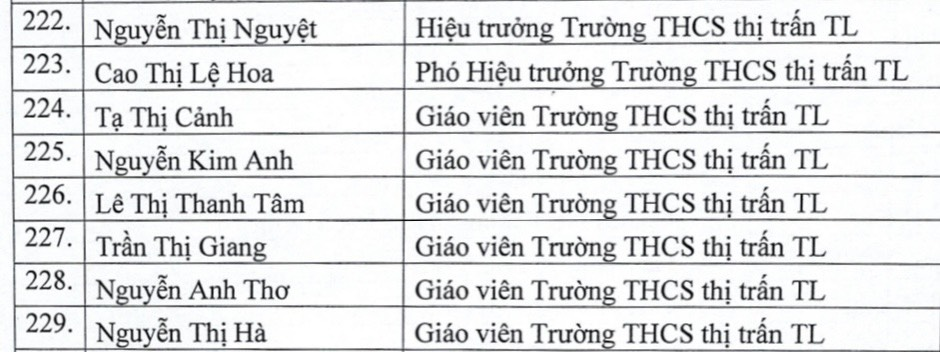 222. Nguyễn Thị Nguyệt Hiệu trưởng Trường THCS thị trấn TL
223. Cao Thị Lệ Hoa Phó Hiệu trưởng Trường THCS thị trấn TL
224. Tạ Thị Cảnh Giáo viên Trường THCS thị trấn TL
225. Nguyễn Kim Anh Giáo viên Trường THCS thị trấn TL
226. Lê Thị Thanh Tâm Giáo viên Trường THCS thị trấn TL
227. Trần Thị Giang Giáo viên Trường THCS thị trấn TL
228. Nguyễn Anh Thơ Giáo viên Trường THCS thị trấn TL
229. Nguyễn Thị Hà Giáo viên Trường THCS thị trấn TL